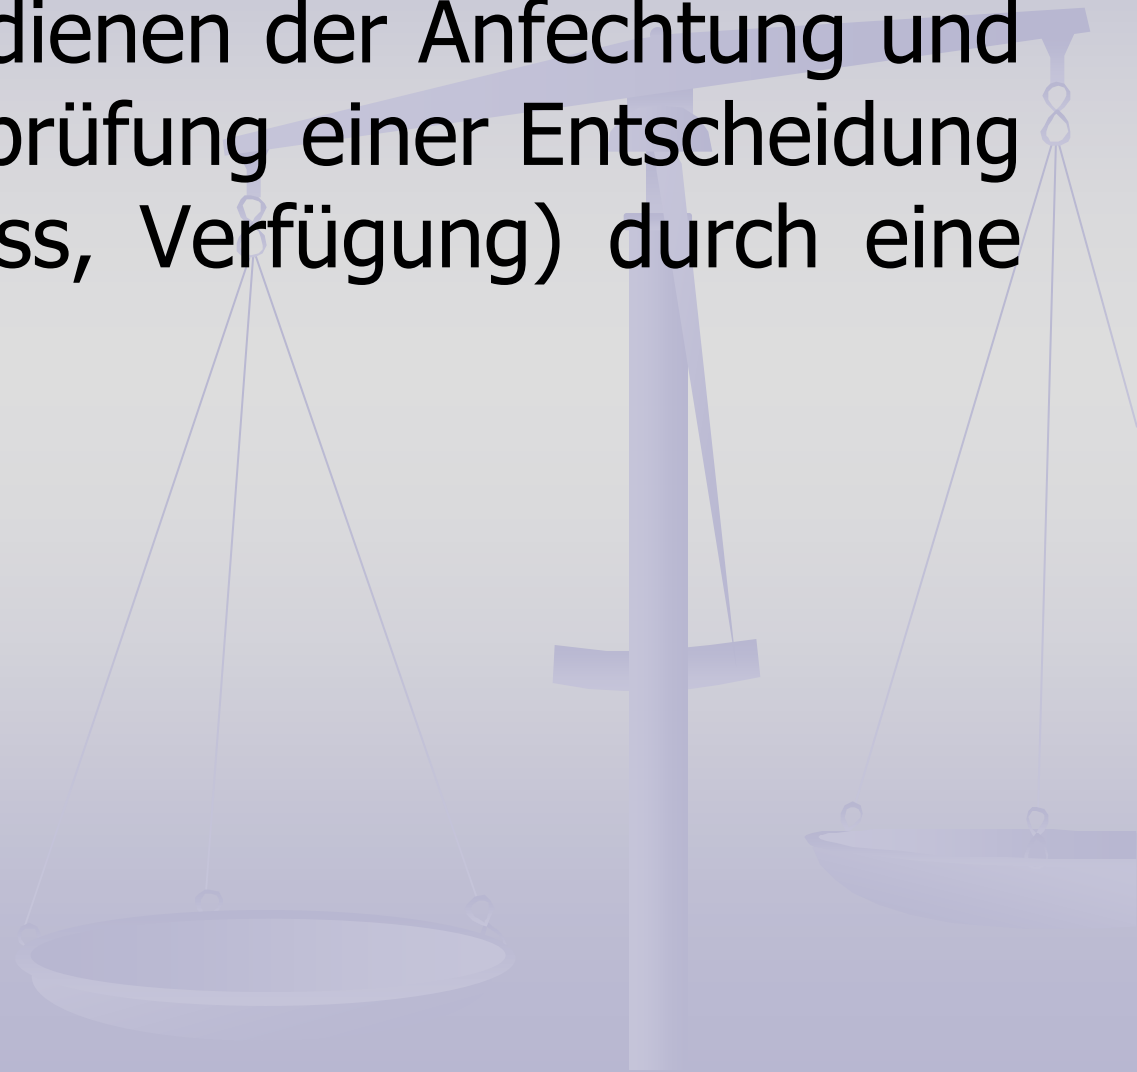 dienen der Anfechtung und
prüfung einer Entscheidung
ss, Verfügung) durch eine